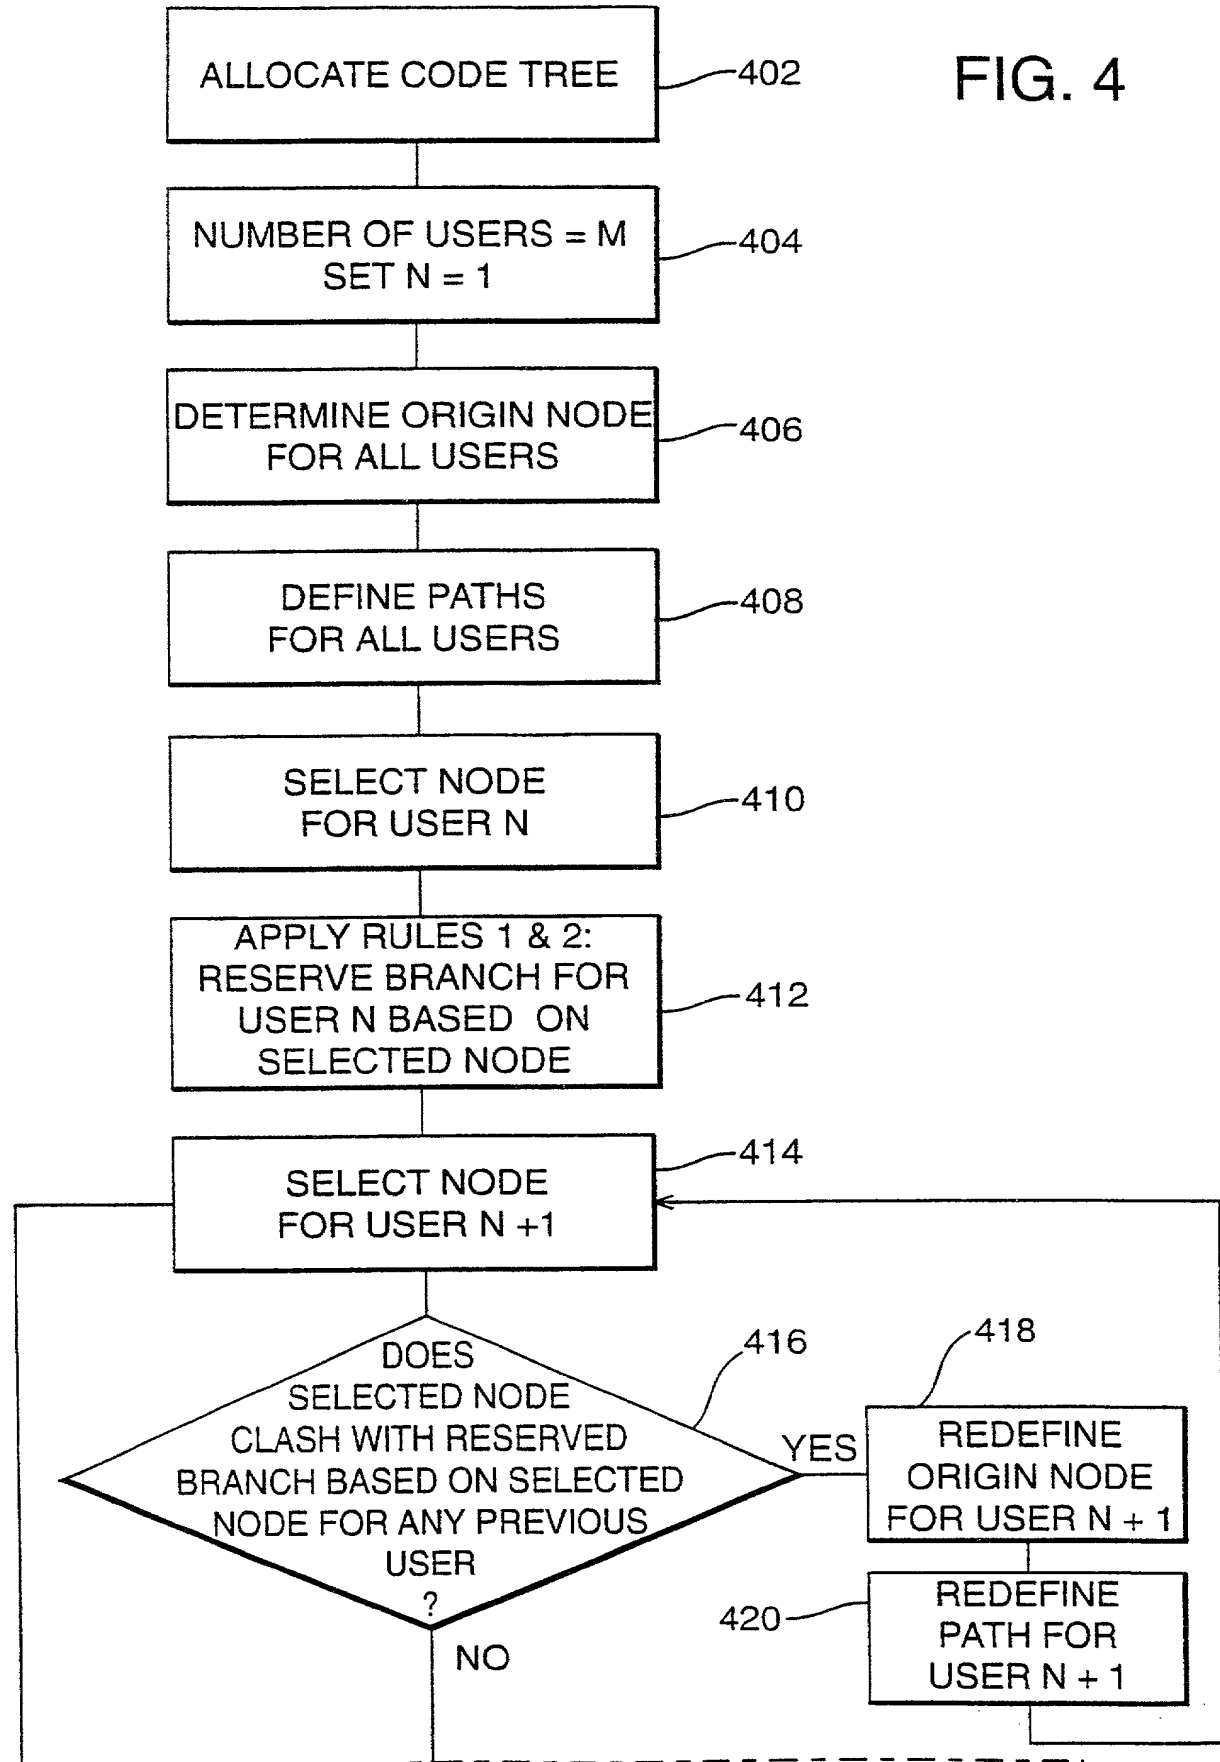 ALLOCATE CODE TREE
402
FIG. 4
NUMBER OF USERS = M
SET N = 1
404
DETERMINE ORIGIN NODE
FOR ALL USERS
406
DEFINE PATHS
FOR ALL USERS
408
SELECT NODE
FOR USER N
410
APPLY RULES 1 & 2:
RESERVE BRANCH FOR
USER N BASED ON
SELECTED NODE
412
SELECT NODE
FOR USER N +1
414
DOES
SELECTED NODE
CLASH WITH RESERVED
BRANCH BASED ON SELECTED
NODE FOR ANY PREVIOUS
USER
?
416
YES
NO
418
REDEFINE
ORIGIN NODE
FOR USER N + 1
420
REDEFINE
PATH FOR
USER N + 1